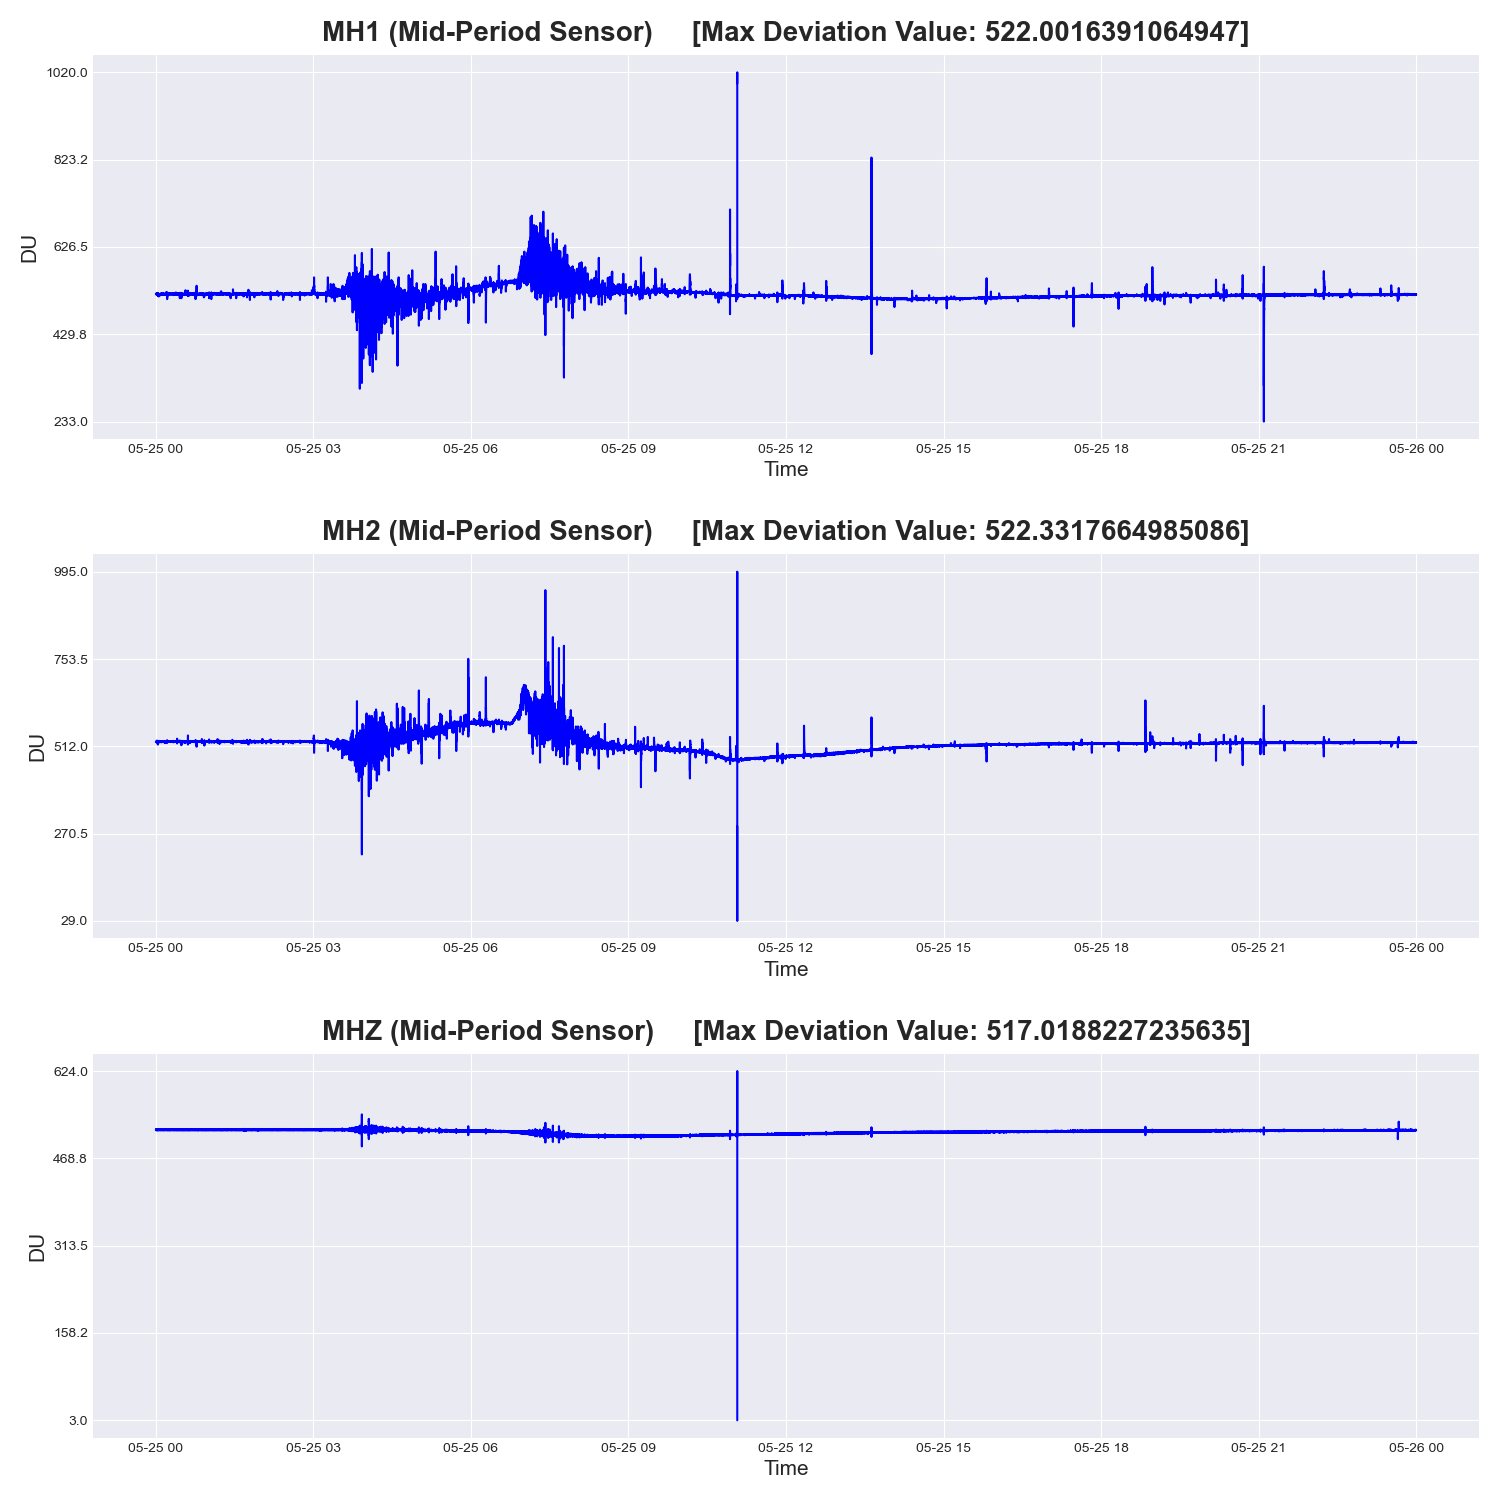 MH1 (Mid-Period Sensor) [Max Deviation Value: 522.0016391064947]
1020.0
823.2
626.5
429.8
233.0
DU
05-25 00 05-25 03 05-25 06 05-25 09 05-25 12 05-25 15 05-25 18 05-25 21 05-26 00
Time
MH2 (Mid-Period Sensor) [Max Deviation Value: 522.3317664985086]
995.0
753.5
512.0
270.5
29.0
DU
05-25 00 05-25 03 05-25 06 05-25 09 05-25 12 05-25 15 05-25 18 05-25 21 05-26 00
Time
MHZ (Mid-Period Sensor) [Max Deviation Value: 517.0188227235635]
624.0
468.8
313.5
158.2
3.0
DU
05-25 00 05-25 03 05-25 06 05-25 09 05-25 12 05-25 15 05-25 18 05-25 21 05-26 00
Time